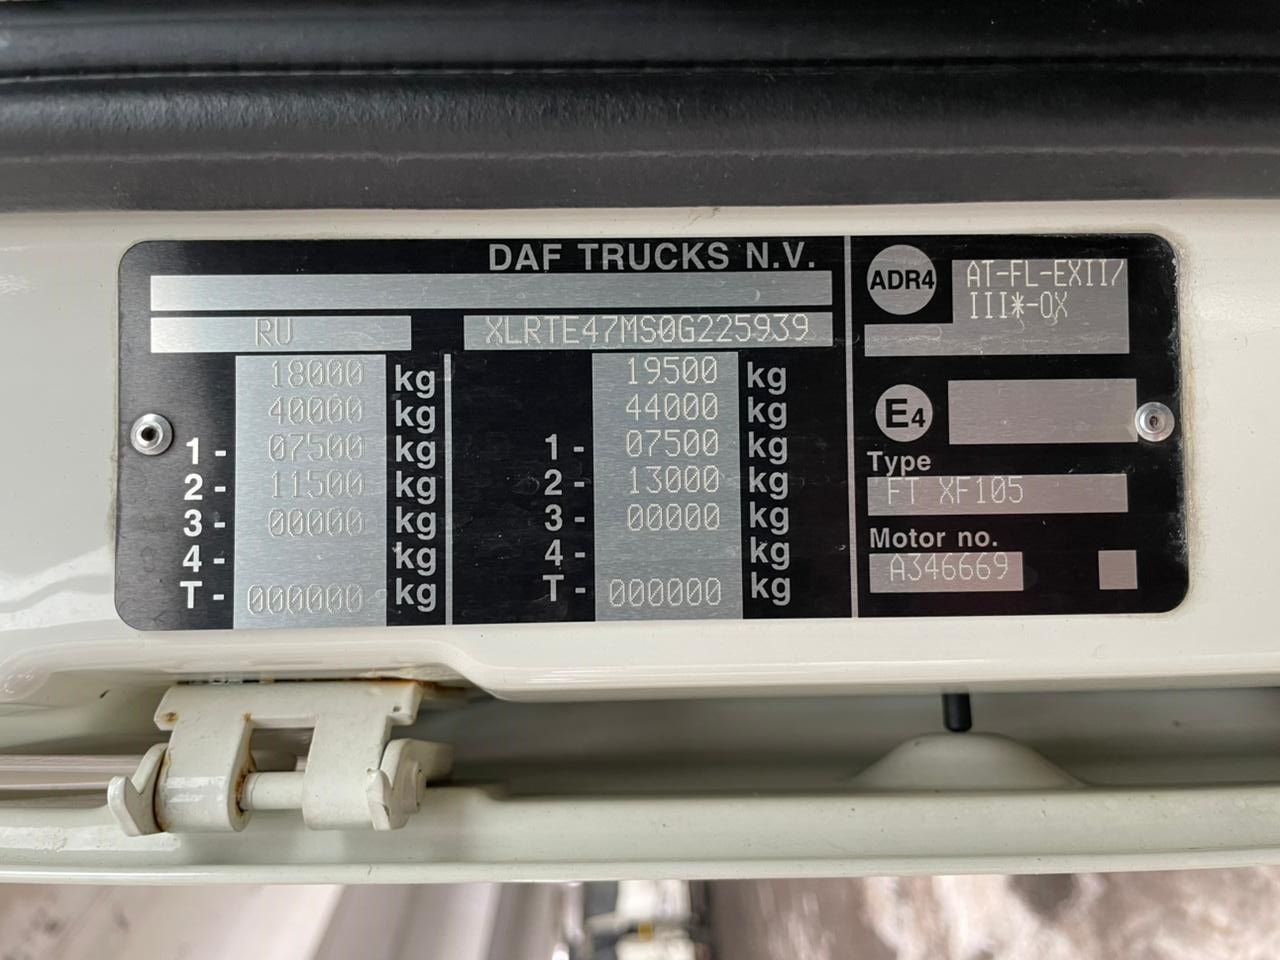 DAF TRUCKS N.V.
RU XLRTE47MS0G225939
18000 kg 19500 kg
40000 kg 44000 kg
1 - 07500 kg 1 - 07500 kg
2 - 11500 kg 2 - 13000 kg
3 - 00000 kg 3 - 00000 kg
4 - kg 4 - kg
T - 000000 kg T - 000000 kg
ADR4 AT-FL-EXII/
III*-OX
E4
Type
FT XF105
Motor no.
A346669